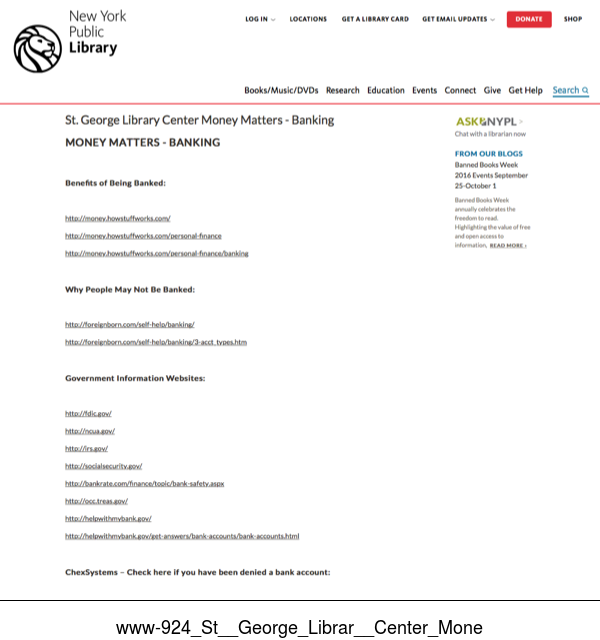 New York
Public
Library
LOG IN LOCATIONS GET A LIBRARY CARD GET EMAIL UPDATES DONATE SHOP
Books/Music/DVDs Research Education Events Connect Give Get Help Search
St. George Library Center Money Matters - Banking
MONEY MATTERS - BANKING
Benefits of Being Banked:
http://money.howstuffworks.com/
http://money.howstuffworks.com/personal-finance
http://money.howstuffworks.com/personal-finance/banking
Why People May Not Be Banked:
http://foreignborn.com/self-help/banking/
http://foreignborn.com/self-help/banking/3-acct_types.htm
Government Information Websites:
http://fdic.gov/
http://ncua.gov/
http://irs.gov/
http://socialsecurity.gov/
http://bankrate.com/finance/topic/bank-safety.aspx
http://occ.treas.gov/
http://helpwithmybank.gov/
http://helpwithmybank.gov/get-answers/bank-accounts/bank-accounts.html
ChexSystems – Check here if you have been denied a bank account:
ASK NYPL
Chat with a librarian now
FROM OUR BLOGS
Banned Books Week
2016 Events September
25-October 1
Banned Books Week
annually celebrates the
freedom to read.
Highlighting the value of free
and open access to
information, READ MORE ›
www-924_St__George_Librar__Center_Mone